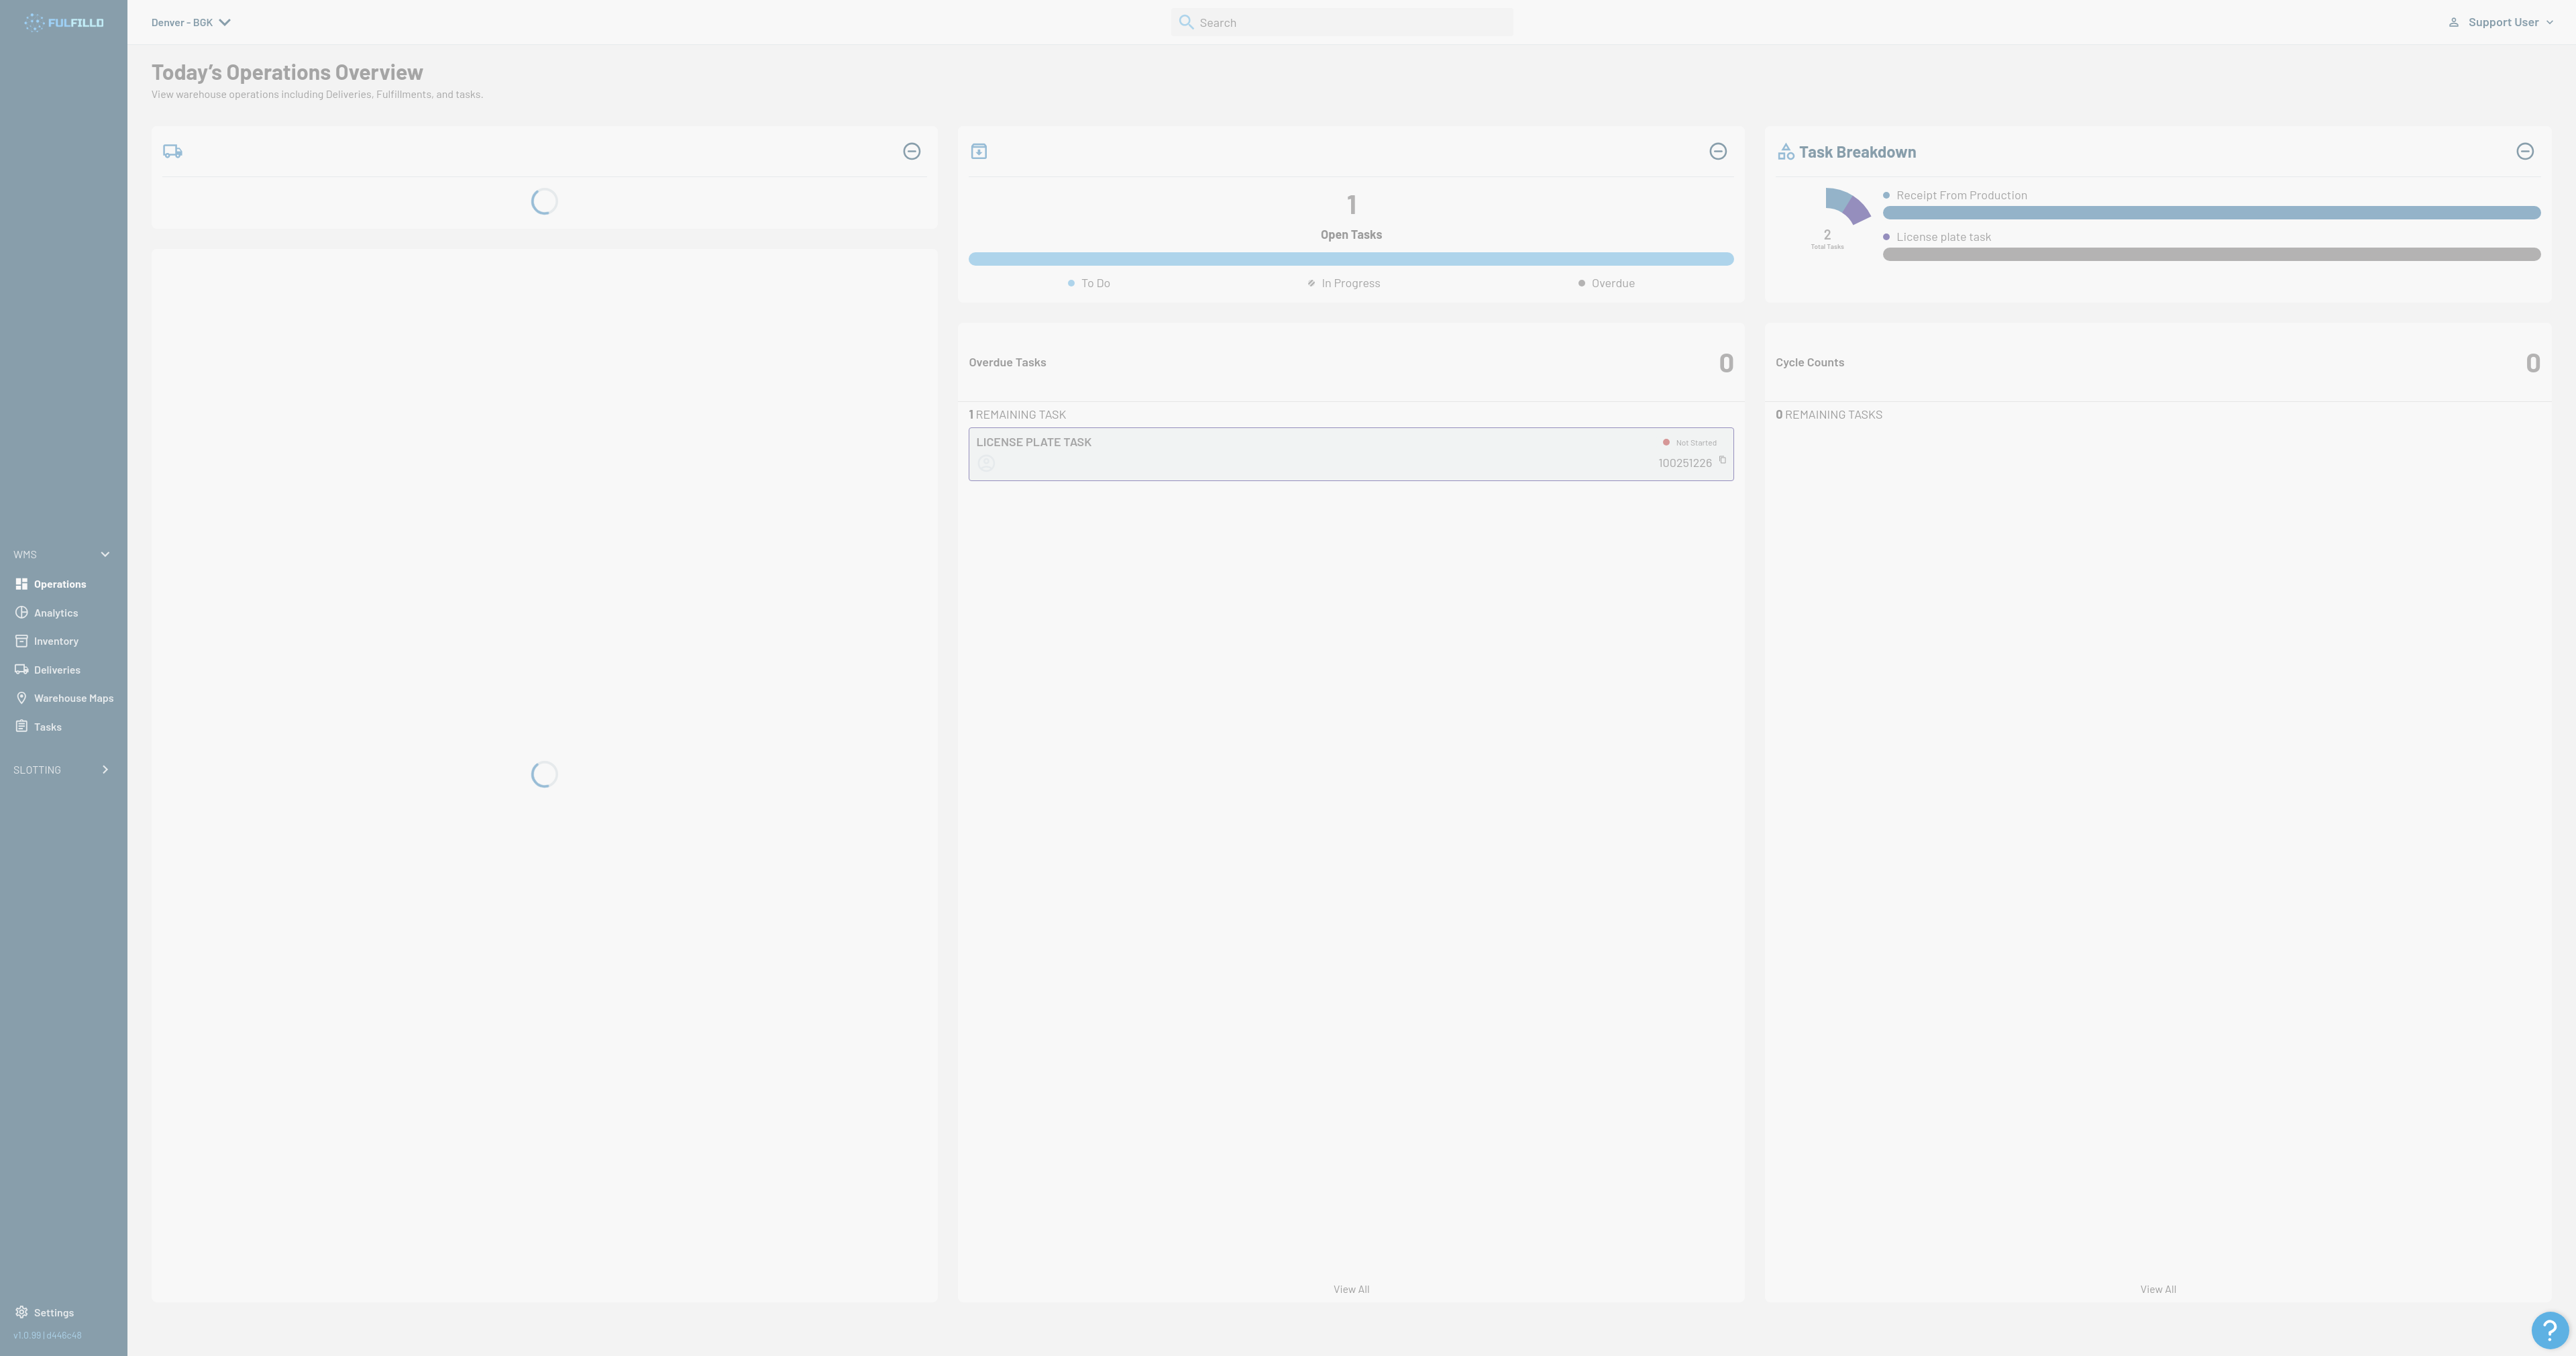 FULFILLD
Denver - BGK
Search
Support User
Today's Operations Overview
View warehouse operations including Deliveries, Fulfillments, and tasks.
1
Open Tasks
To Do
In Progress
Overdue
Task Breakdown
2
Total Tasks
Receipt From Production
License plate task
Overdue Tasks
0
1 REMAINING TASK
LICENSE PLATE TASK
Not Started
100251226
View All
Cycle Counts
0
0 REMAINING TASKS
View All
WMS
Operations
Analytics
Inventory
Deliveries
Warehouse Maps
Tasks
SLOTTING
Settings
v1.0.99 | d446c48
?